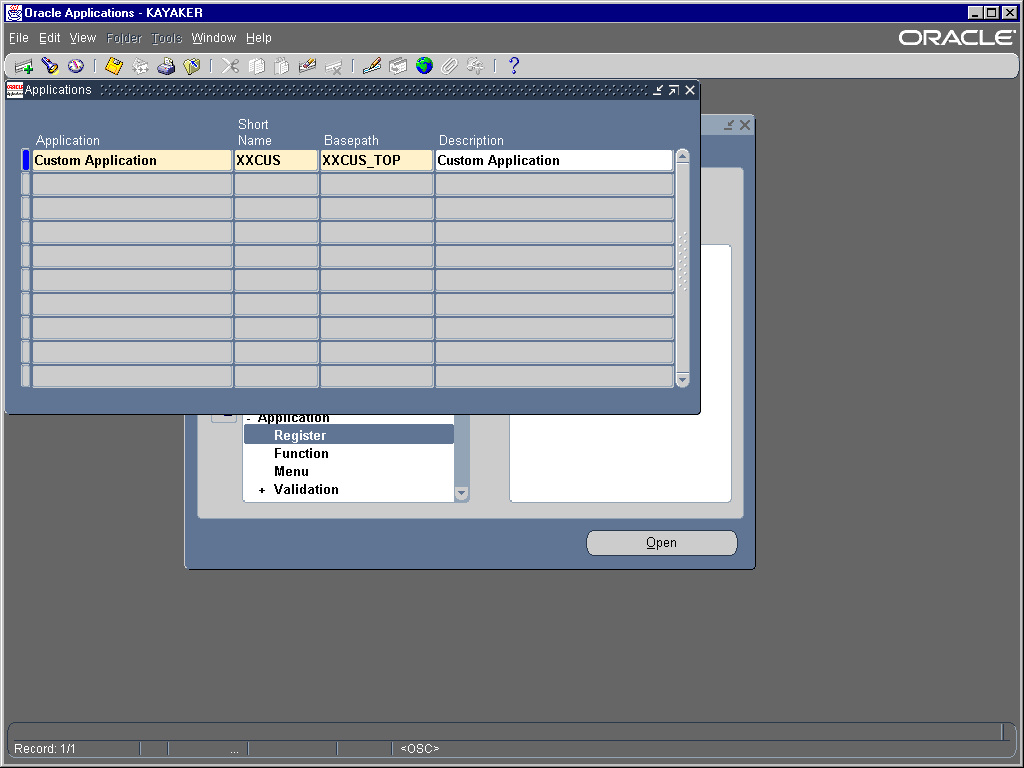 Oracle Applications - KAYAKER
File Edit View Folder Tools Window Help
ORACLE
Applications
Application Short Name Basepath Description
Custom Application XXCUS XXCUS_TOP Custom Application
- Application
Register
Function
Menu
+ Validation
Open
Record: 1/1 ... <OSC>